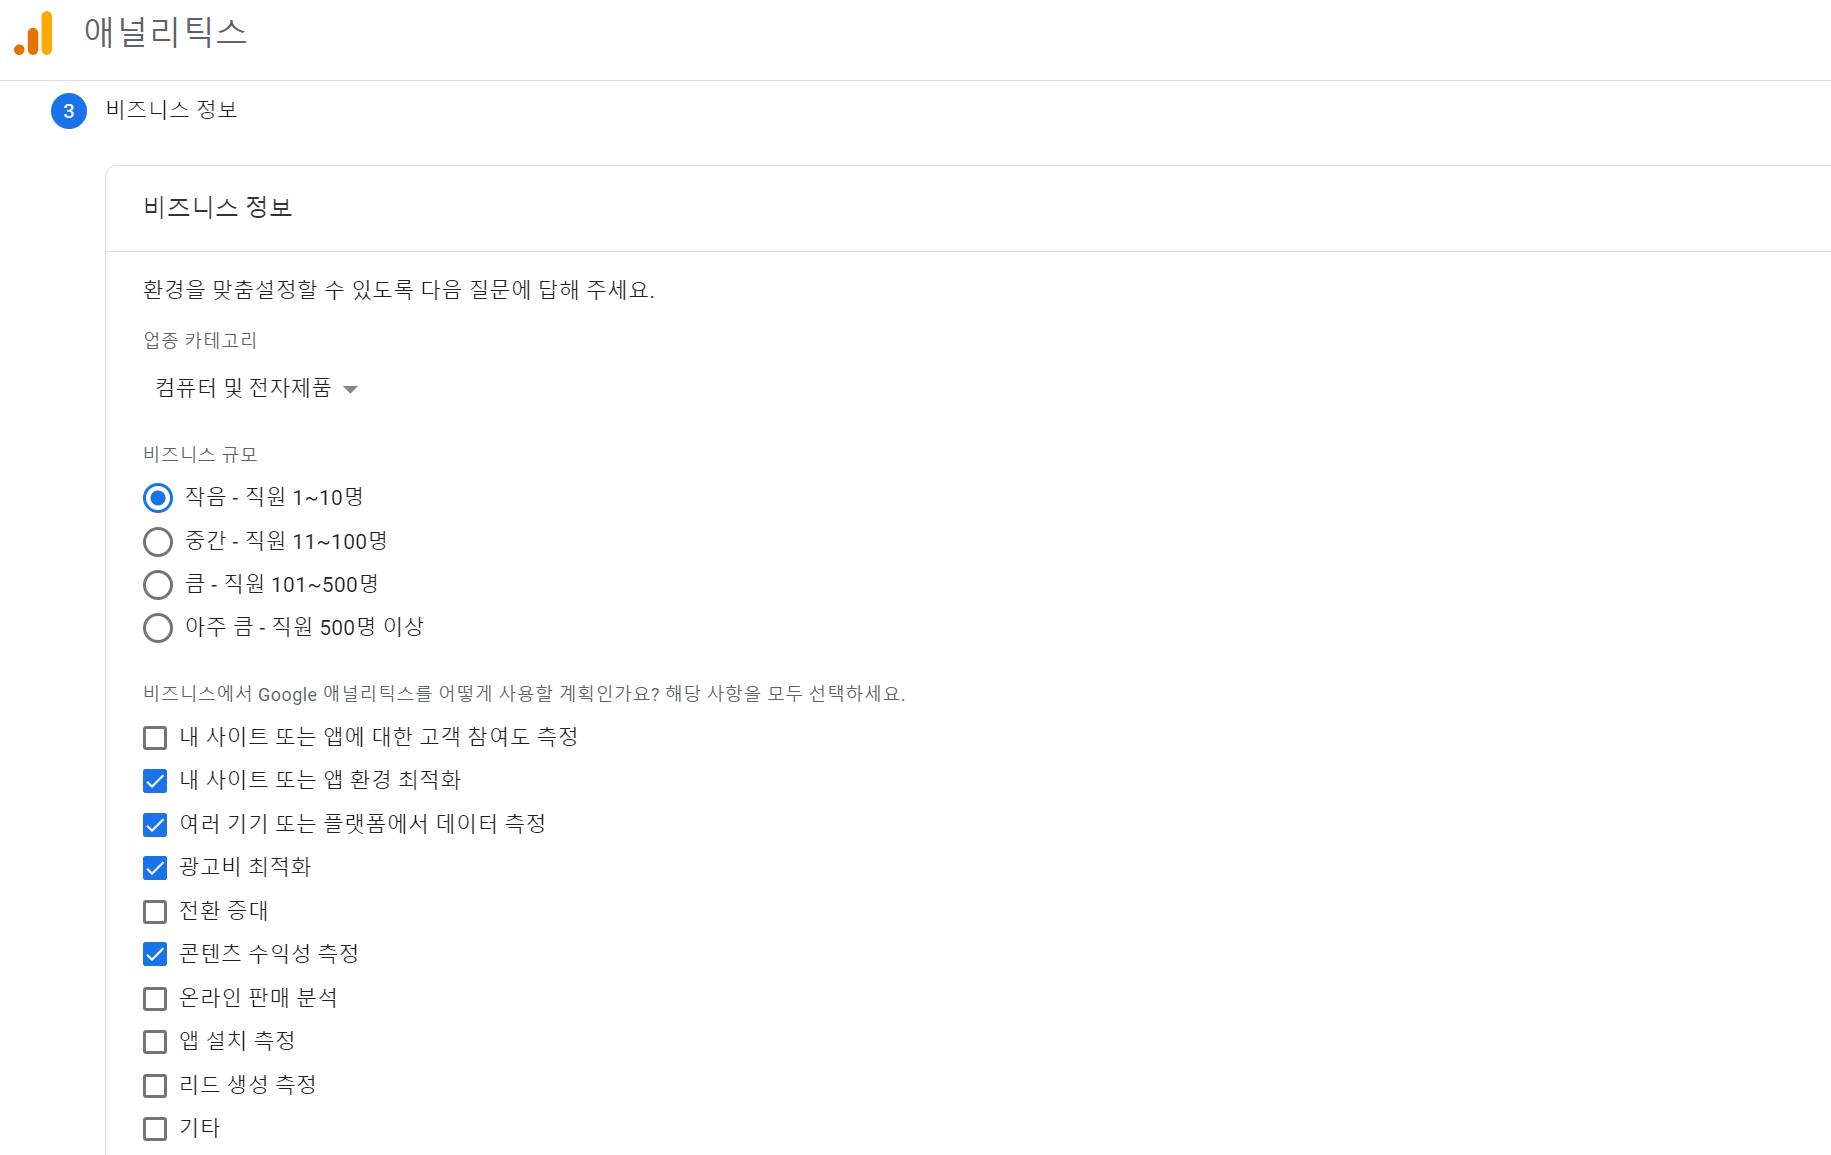 애널리틱스
3 비즈니스 정보
비즈니스 정보
환경을 맞춤설정할 수 있도록 다음 질문에 답해 주세요.
업종 카테고리
컴퓨터 및 전자제품
비즈니스 규모
작음 - 직원 1~10명
중간 - 직원 11~100명
큼 - 직원 101~500명
아주 큼 - 직원 500명 이상
비즈니스에서 Google 애널리틱스를 어떻게 사용할 계획인가요? 해당 사항을 모두 선택하세요.
내 사이트 또는 앱에 대한 고객 참여도 측정
내 사이트 또는 앱 환경 최적화
여러 기기 또는 플랫폼에서 데이터 측정
광고비 최적화
전환 증대
콘텐츠 수익성 측정
온라인 판매 분석
앱 설치 측정
리드 생성 측정
기타